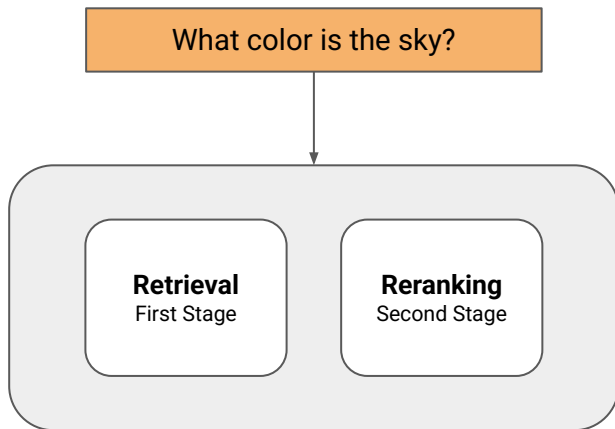 What color is the sky?
Retrieval
First Stage
Reranking
Second Stage